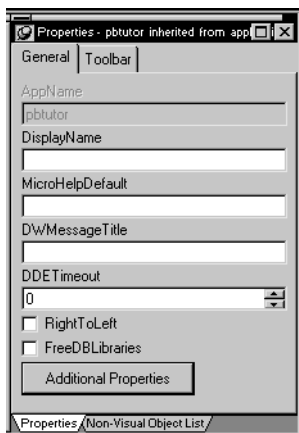 Properties - pbtutor inherited from appl
General Toolbar
AppName
pbtutor
DisplayName
MicroHelpDefault
DWMessageTitle
DDETimeout
0
RightToLeft
FreeDBLibraries
Additional Properties
Properties Non-Visual Object List